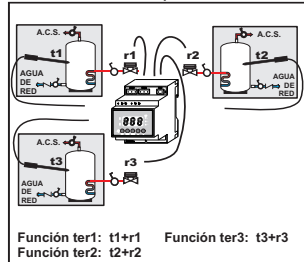 A.C.S.
t1
r1
r2
A.C.S.
t2
AGUA
DE
RED
AGUA
DE
RED
888
A.C.S.
t3
r3
AGUA
DE
RED
Función ter1: t1+r1 Función ter3: t3+r3
Función ter2: t2+r2